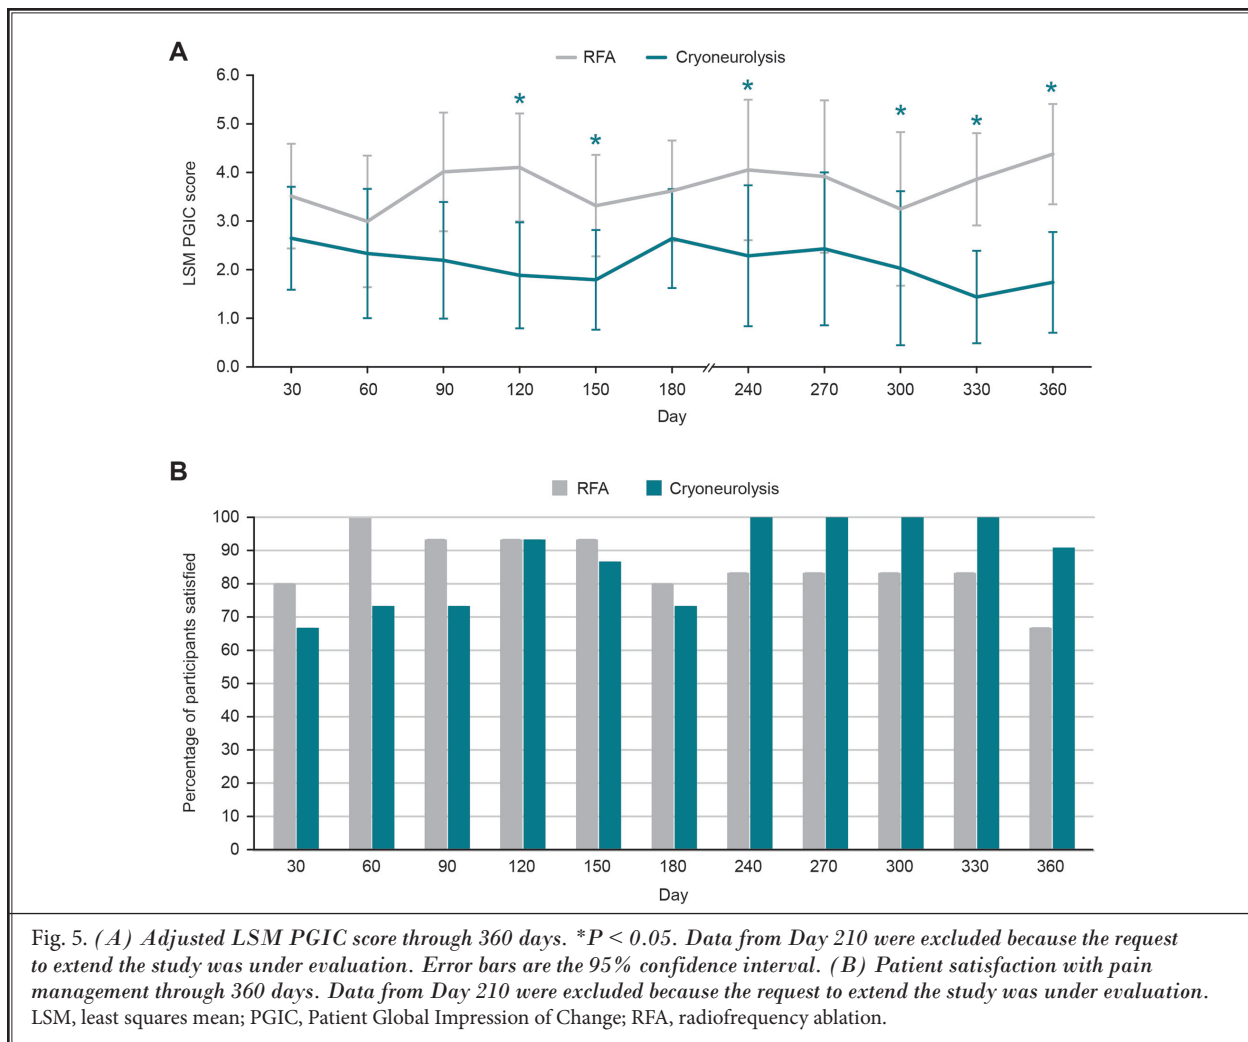 A
RFA Cryoneurolysis
LSM PGIC score
6.0
5.0
4.0
3.0
2.0
1.0
0.0
* * * * * *
30 60 90 120 150 180 240 270 300 330 360
Day
B
RFA Cryoneurolysis
Percentage of participants satisfied
100
90
80
70
60
50
40
30
20
10
0
30 60 90 120 150 180 240 270 300 330 360
Day
Fig. 5. (A) Adjusted LSM PGIC score through 360 days. *P < 0.05. Data from Day 210 were excluded because the request
to extend the study was under evaluation. Error bars are the 95% confidence interval. (B) Patient satisfaction with pain
management through 360 days. Data from Day 210 were excluded because the request to extend the study was under evaluation.
LSM, least squares mean; PGIC, Patient Global Impression of Change; RFA, radiofrequency ablation.